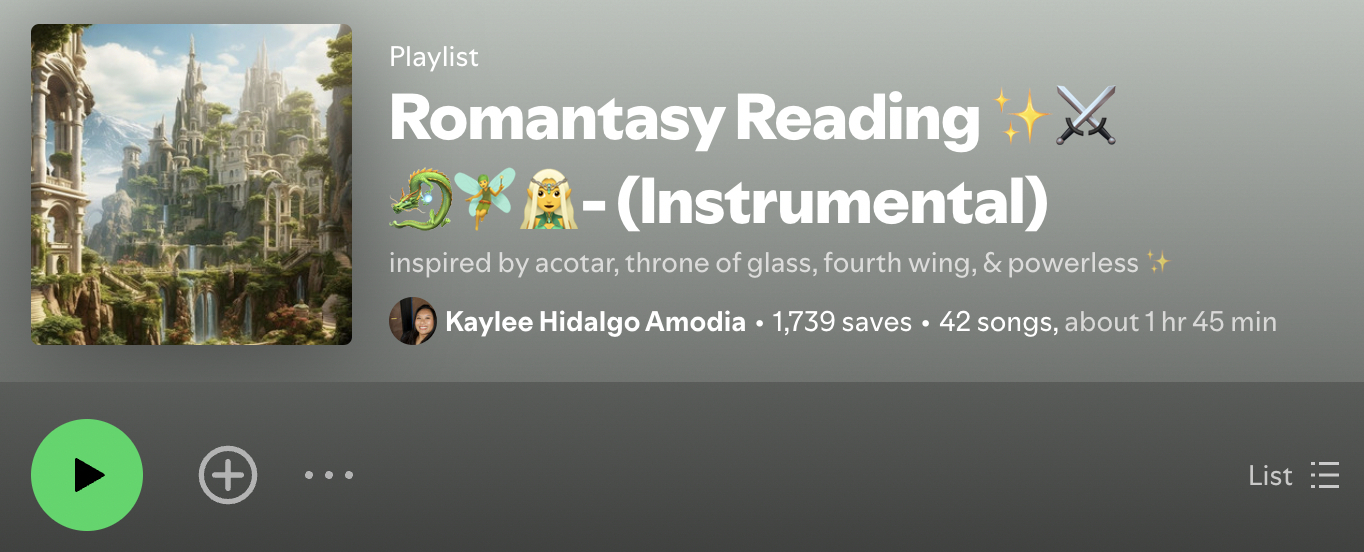 Playlist
Romantasy Reading ✨⚔️
🐉🧚🧝‍♀️- (Instrumental)
inspired by acotar, throne of glass, fourth wing, & powerless ✨
Kaylee Hidalgo Amodia • 1,739 saves • 42 songs, about 1 hr 45 min
List